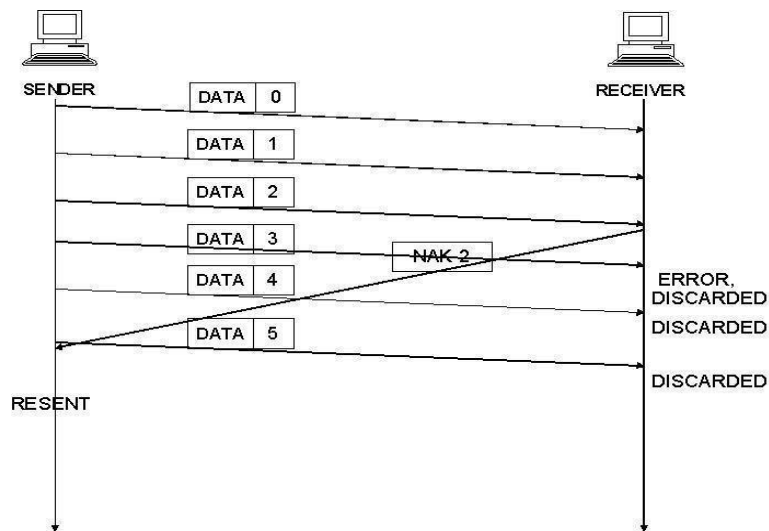 SENDER
RECEIVER
DATA 0
DATA 1
DATA 2
DATA 3
NAK 2
DATA 4
ERROR,
DISCARDED
DISCARDED
DATA 5
DISCARDED
RESENT